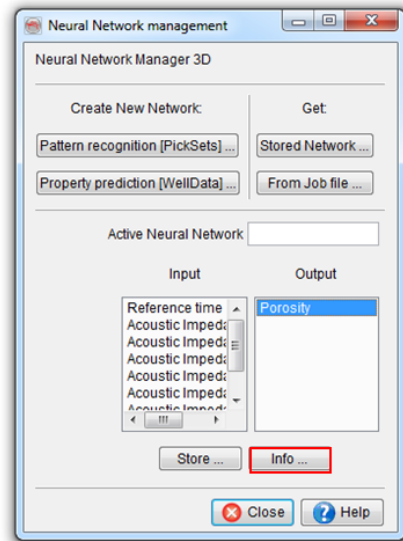 Neural Network management
Neural Network Manager 3D
Create New Network:
Get:
Pattern recognition [PickSets] ...
Stored Network ...
Property prediction [WellData] ...
From Job file ...
Active Neural Network
Input
Output
Reference time
Porosity
Acoustic Impeda
Acoustic Impeda
Acoustic Impeda
Acoustic Impeda
Acoustic Impeda
Acoustic Impeda
Store ...
Info ...
Close
Help